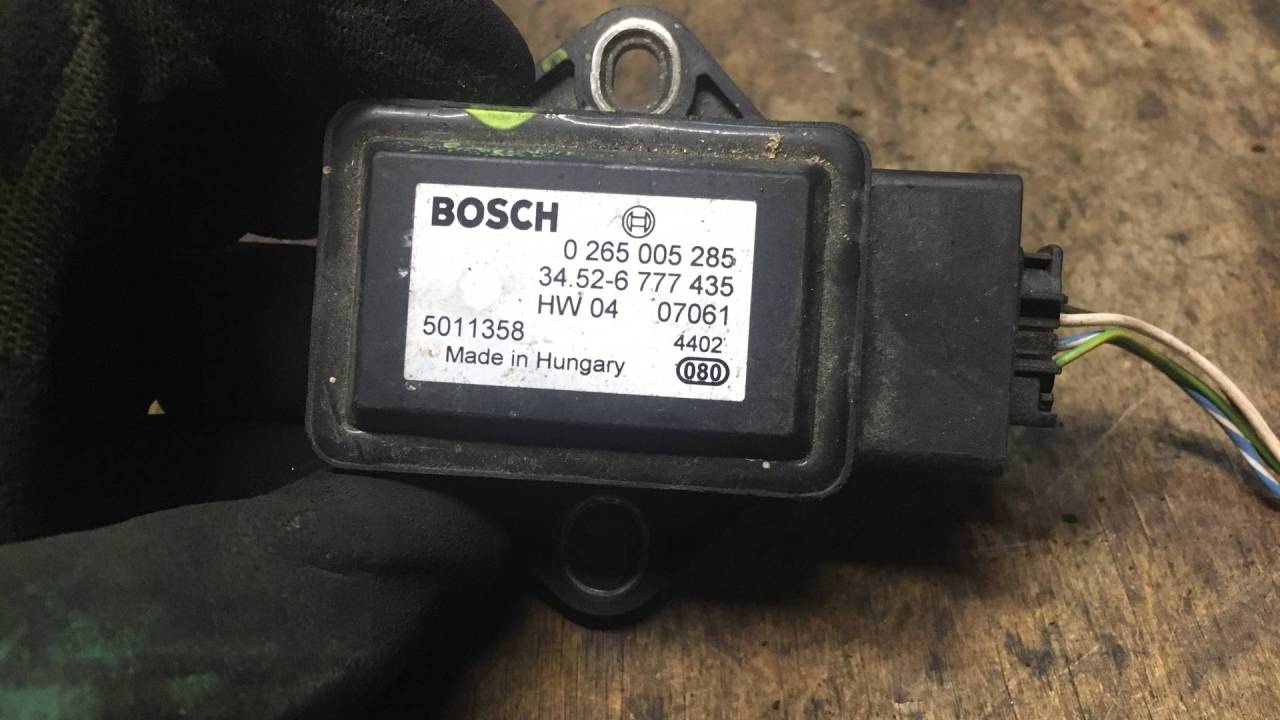 BOSCH
0 265 005 285
34.52-6 777 435
HW 04 07061
5011358 4402
Made in Hungary 080